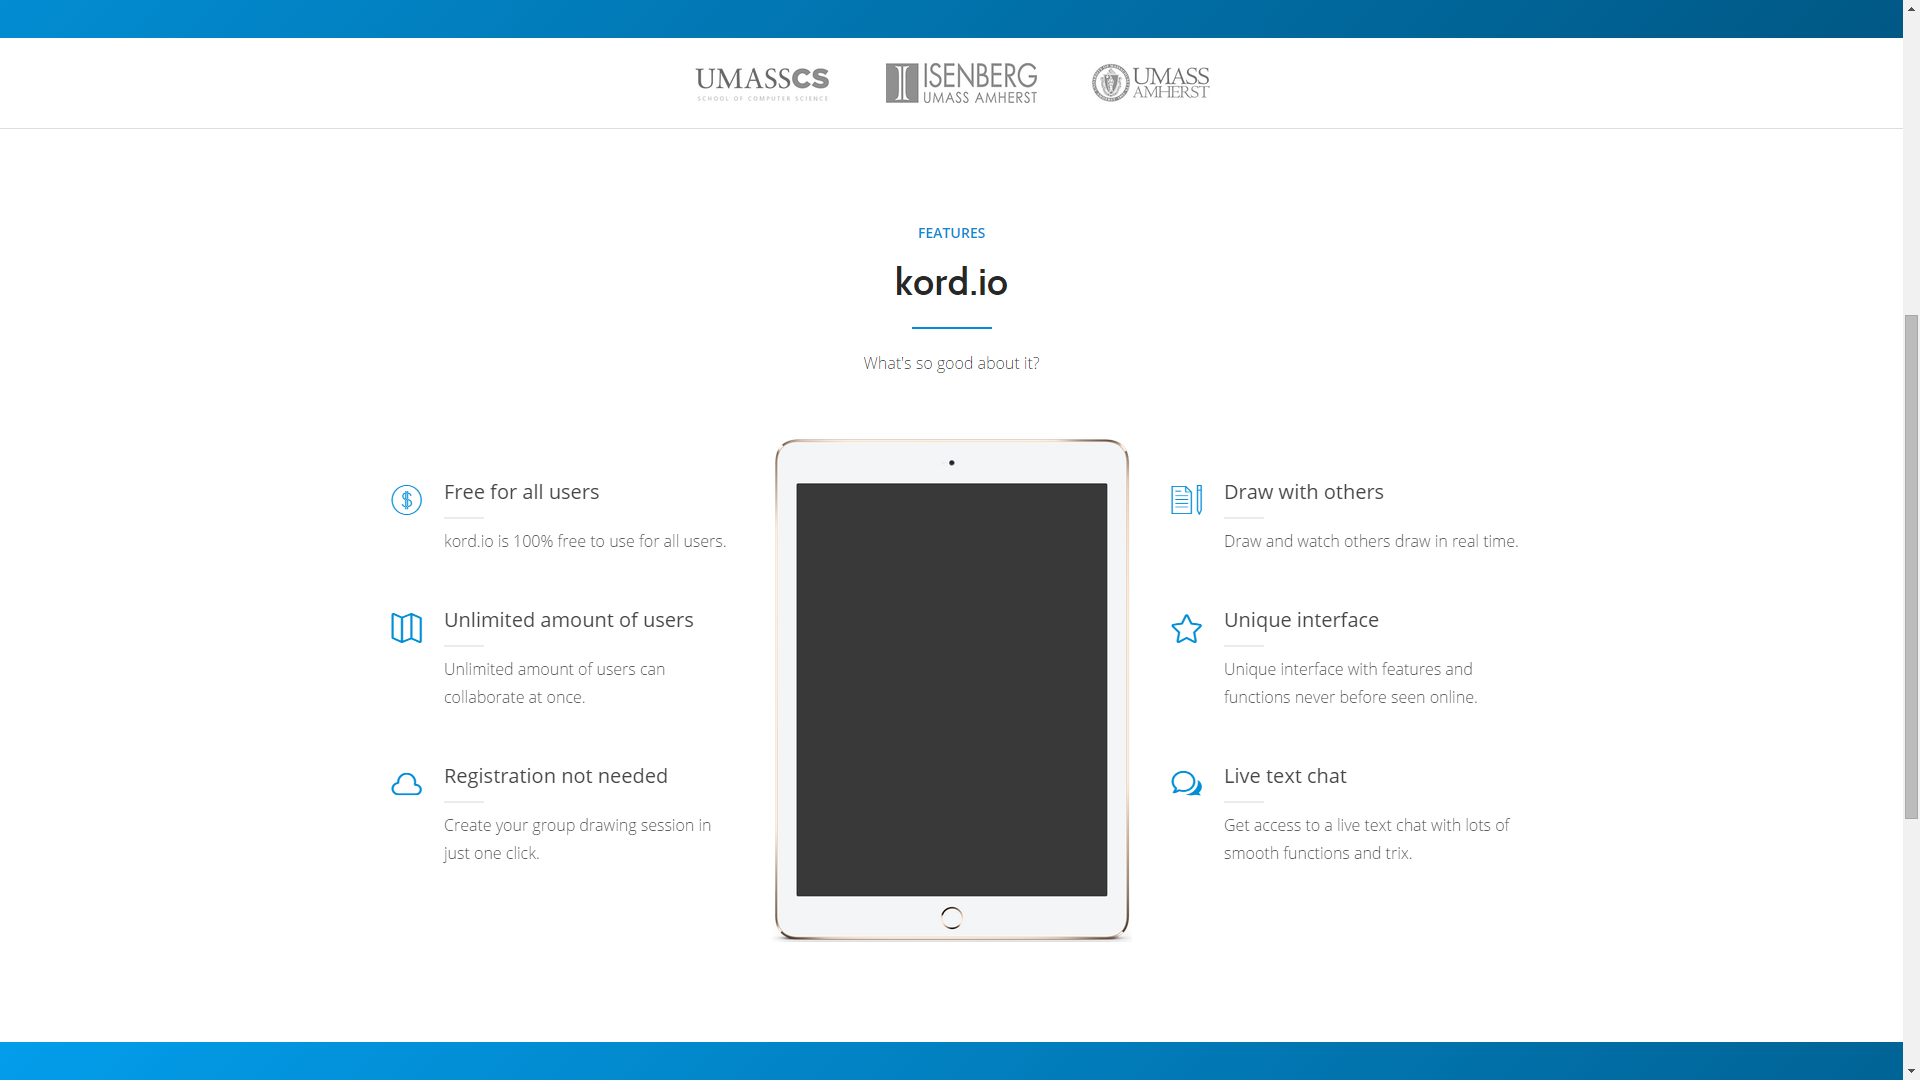 UMASSCS
SCHOOL OF COMPUTER SCIENCE
ISENBERG
UMASS AMHERST
UMASS
AMHERST
FEATURES
kord.io
What's so good about it?
Free for all users
kord.io is 100% free to use for all users.
Unlimited amount of users
Unlimited amount of users can
collaborate at once.
Registration not needed
Create your group drawing session in
just one click.
Draw with others
Draw and watch others draw in real time.
Unique interface
Unique interface with features and
functions never before seen online.
Live text chat
Get access to a live text chat with lots of
smooth functions and trix.